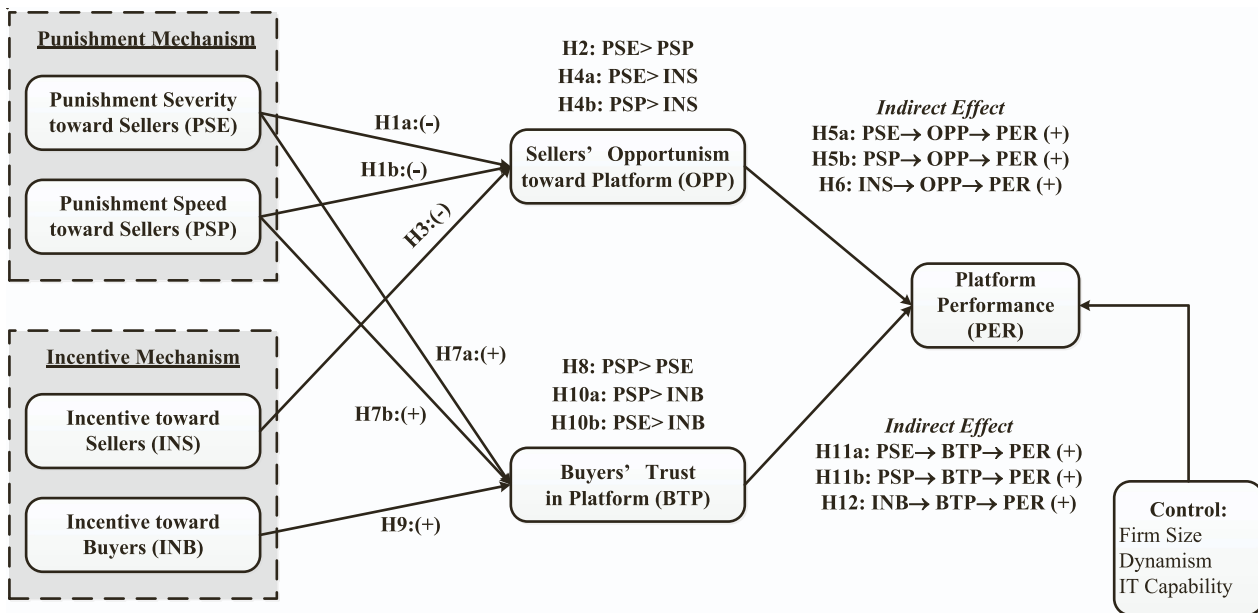 Punishment Mechanism
Punishment Severity
toward Sellers (PSE)
Punishment Speed
toward Sellers (PSP)
Incentive Mechanism
Incentive toward
Sellers (INS)
Incentive toward
Buyers (INB)
H1a:(-)
H1b:(-)
H3:(-)
H7a:(+)
H7b:(+)
H9:(+)
H2: PSE> PSP
H4a: PSE> INS
H4b: PSP> INS
Sellers’ Opportunism
toward Platform (OPP)
H8: PSP> PSE
H10a: PSP> INB
H10b: PSE> INB
Buyers’ Trust
in Platform (BTP)
Indirect Effect
H5a: PSE→ OPP→ PER (+)
H5b: PSP→ OPP→ PER (+)
H6: INS→ OPP→ PER (+)
Platform
Performance
(PER)
Indirect Effect
H11a: PSE→ BTP→ PER (+)
H11b: PSP→ BTP→ PER (+)
H12: INB→ BTP→ PER (+)
Control:
Firm Size
Dynamism
IT Capability